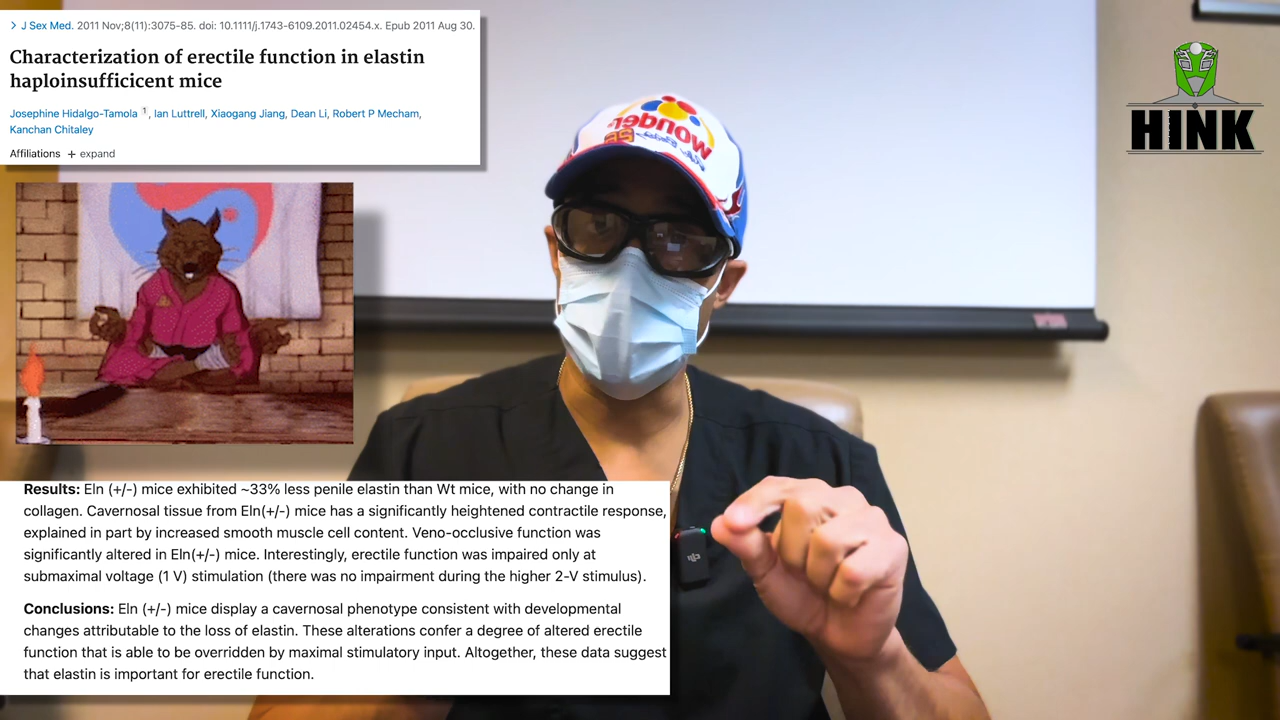 > J Sex Med. 2011 Nov;8(11):3075-85. doi: 10.1111/j.1743-6109.2011.02454.x. Epub 2011 Aug 30.
Characterization of erectile function in elastin
haploinsufficicent mice
Josephine Hidalgo-Tamola 1, Ian Luttrell, Xiaogang Jiang, Dean Li, Robert P Mecham,
Kanchan Chitaley
Affiliations + expand
HINK
wonder
dji
Results: Eln (+/-) mice exhibited ~33% less penile elastin than Wt mice, with no change in
collagen. Cavernosal tissue from Eln(+/-) mice has a significantly heightened contractile response,
explained in part by increased smooth muscle cell content. Veno-occlusive function was
significantly altered in Eln(+/-) mice. Interestingly, erectile function was impaired only at
submaximal voltage (1 V) stimulation (there was no impairment during the higher 2-V stimulus).
Conclusions: Eln (+/-) mice display a cavernosal phenotype consistent with developmental
changes attributable to the loss of elastin. These alterations confer a degree of altered erectile
function that is able to be overridden by maximal stimulatory input. Altogether, these data suggest
that elastin is important for erectile function.